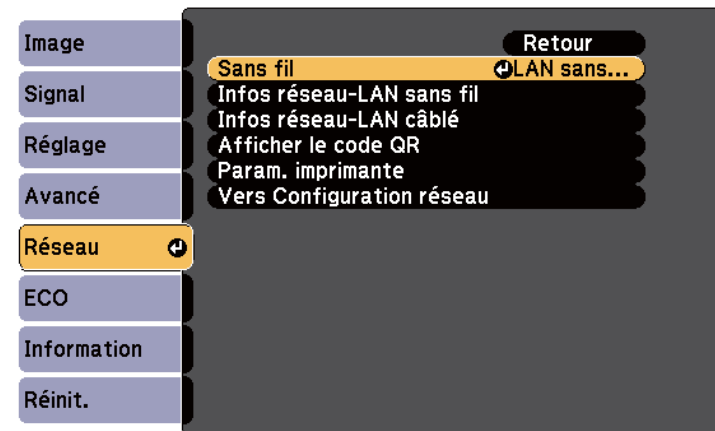 Image
Signal
Réglage
Avancé
Réseau
ECO
Information
Réinit.
Retour
Sans fil LAN sans...
Infos réseau-LAN sans fil
Infos réseau-LAN câblé
Afficher le code QR
Param. imprimante
Vers Configuration réseau